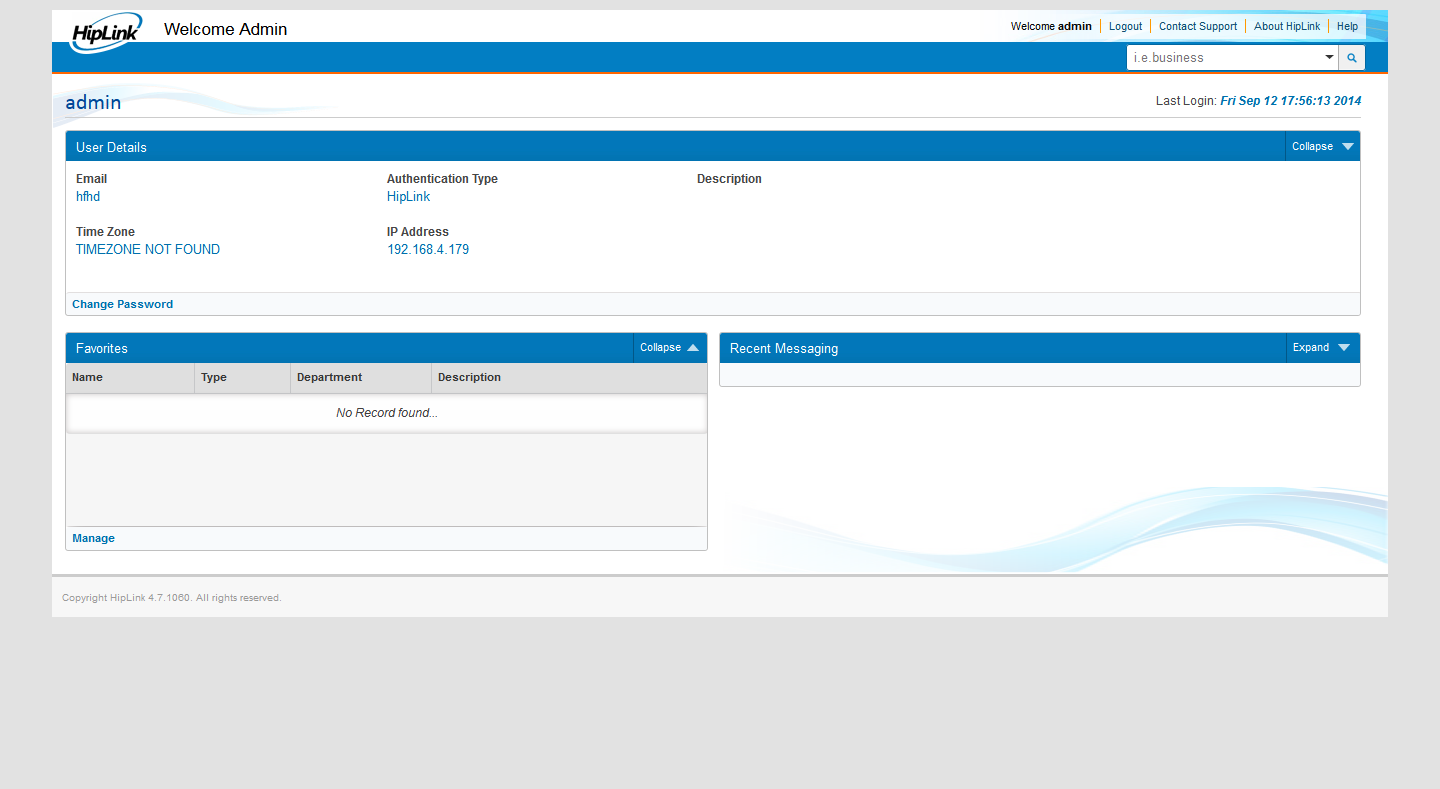 HipLink
Welcome Admin
Welcome admin Logout Contact Support About HipLink Help
i.e.business
admin
Last Login: Fri Sep 12 17:56:13 2014
User Details Collapse
Email Authentication Type Description
hfhd HipLink
Time Zone IP Address
TIMEZONE NOT FOUND 192.168.4.179
Change Password
Favorites Collapse
Name Type Department Description
No Record found...
Manage
Recent Messaging Expand
Copyright HipLink 4.7.1060. All rights reserved.